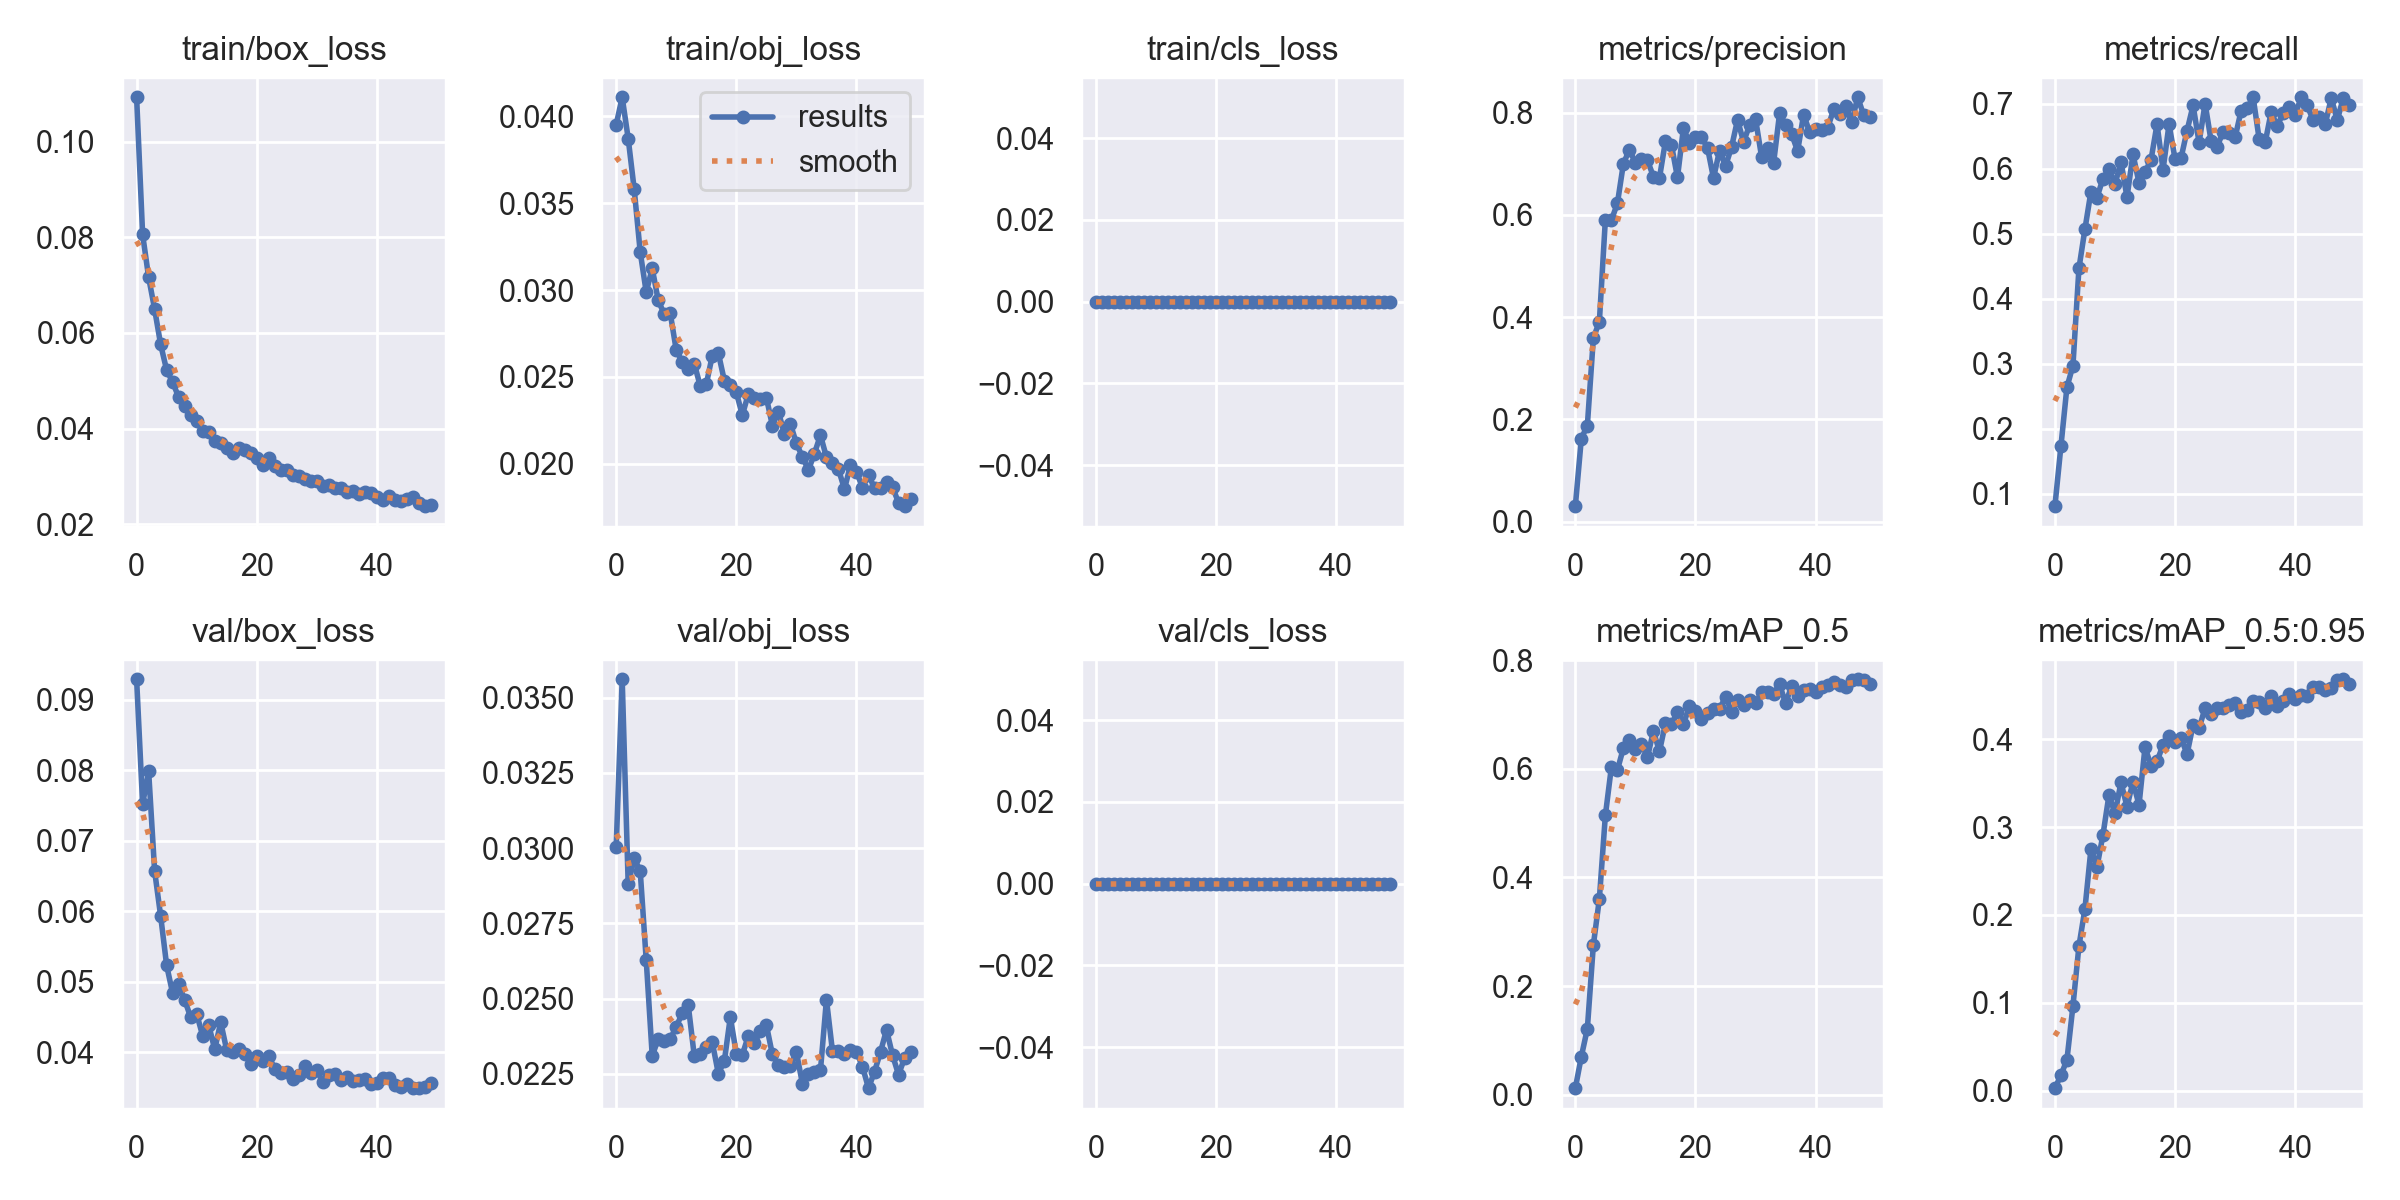 train/box_loss
train/obj_loss
train/cls_loss
metrics/precision
metrics/recall
0.10
0.08
0.06
0.04
0.02
0 20 40
0.040
0.035
0.030
0.025
0.020
0 20 40
results
smooth
0.04
0.02
0.00
−0.02
−0.04
0 20 40
0.8
0.6
0.4
0.2
0.0
0 20 40
0.7
0.6
0.5
0.4
0.3
0.2
0.1
0 20 40
val/box_loss
val/obj_loss
val/cls_loss
metrics/mAP_0.5
metrics/mAP_0.5:0.95
0.09
0.08
0.07
0.06
0.05
0.04
0 20 40
0.0350
0.0325
0.0300
0.0275
0.0250
0.0225
0 20 40
0.04
0.02
0.00
−0.02
−0.04
0 20 40
0.8
0.6
0.4
0.2
0.0
0 20 40
0.4
0.3
0.2
0.1
0.0
0 20 40